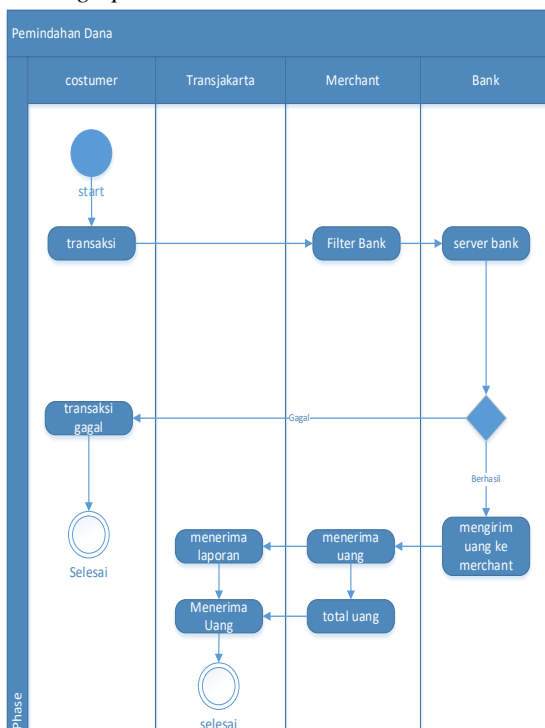 Pemindahan Dana
costumer
Transjakarta
Merchant
Bank
start
transaksi
Filter Bank
server bank
transaksi
gagal
Gagal
Berhasil
Selesai
menerima
laporan
menerima
uang
mengirim
uang ke
merchant
Menerima
Uang
total uang
selesai
Phase